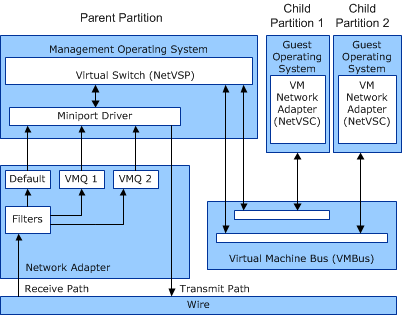 Parent Partition
Child
Partition 1
Child
Partition 2
Management Operating System
Virtual Switch (NetVSP)
Miniport Driver
Guest
Operating
System
VM
Network
Adapter
(NetVSC)
Guest
Operating
System
VM
Network
Adapter
(NetVSC)
Default
VMQ 1
VMQ 2
Filters
Network Adapter
Virtual Machine Bus (VMBus)
Receive Path
Transmit Path
Wire